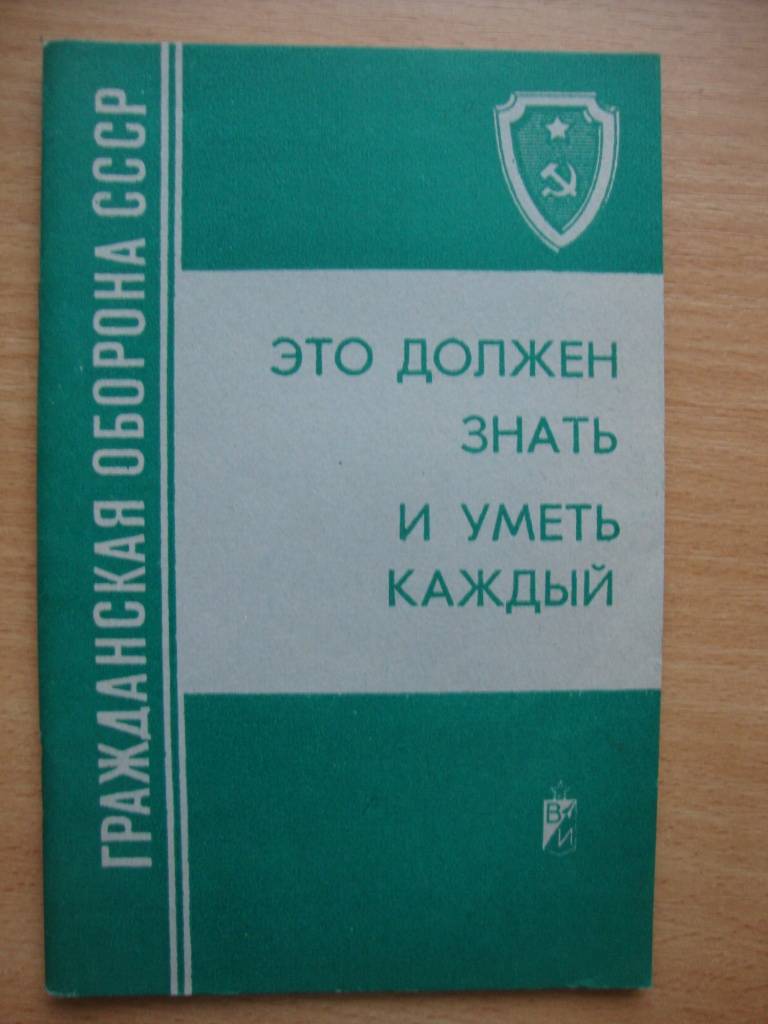 ГРАЖДАНСКАЯ ОБОРОНА СССР
ЭТО ДОЛЖЕН
ЗНАТЬ
И УМЕТЬ
КАЖДЫЙ
В
И